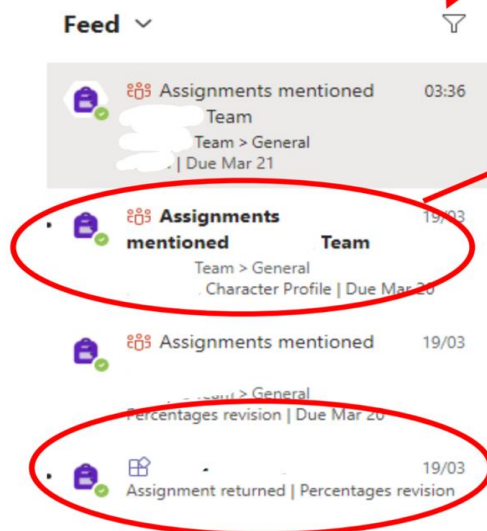 Feed
Assignments mentioned 03:36
Team
Team > General
| Due Mar 21
Assignments 19/03
mentioned Team
Team > General
Character Profile | Due Mar 20
Assignments mentioned 19/03
> General
Percentages revision | Due Mar 20
19/03
Assignment returned | Percentages revision